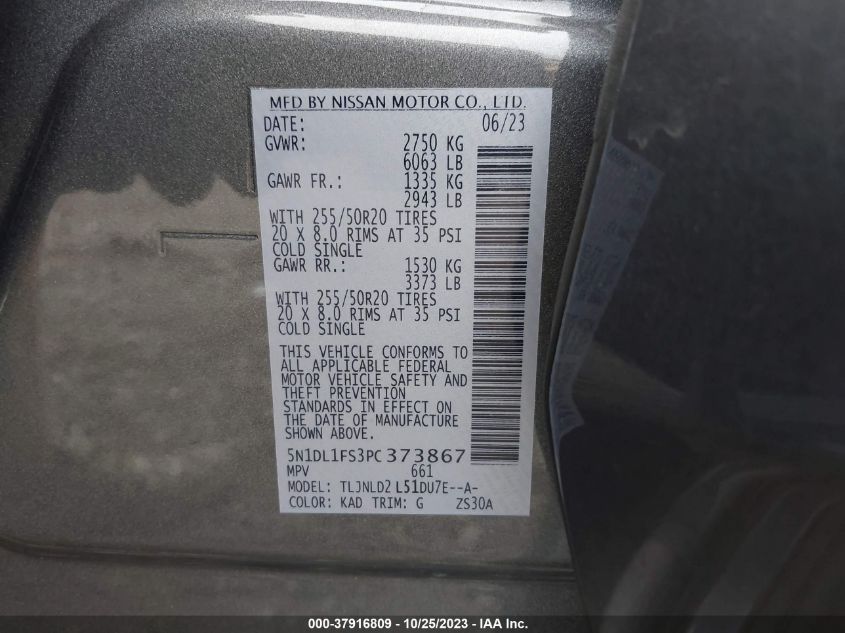 MFD BY NISSAN MOTOR CO., LTD.
DATE: 06/23
GVWR: 2750 KG
6063 LB
GAWR FR.: 1335 KG
2943 LB
WITH 255/50R20 TIRES
20 X 8.0 RIMS AT 35 PSI
COLD SINGLE
GAWR RR.: 1530 KG
3373 LB
WITH 255/50R20 TIRES
20 X 8.0 RIMS AT 35 PSI
COLD SINGLE
THIS VEHICLE CONFORMS TO
ALL APPLICABLE FEDERAL
MOTOR VEHICLE SAFETY AND
THEFT PREVENTION
STANDARDS IN EFFECT ON
THE DATE OF MANUFACTURE
SHOWN ABOVE.
5N1DL1FS3PC373867
MPV 661
MODEL: TLJNLD2 L51DU7E--A-
COLOR: KAD TRIM: G ZS30A
000-37916809 - 10/25/2023 - IAA Inc.